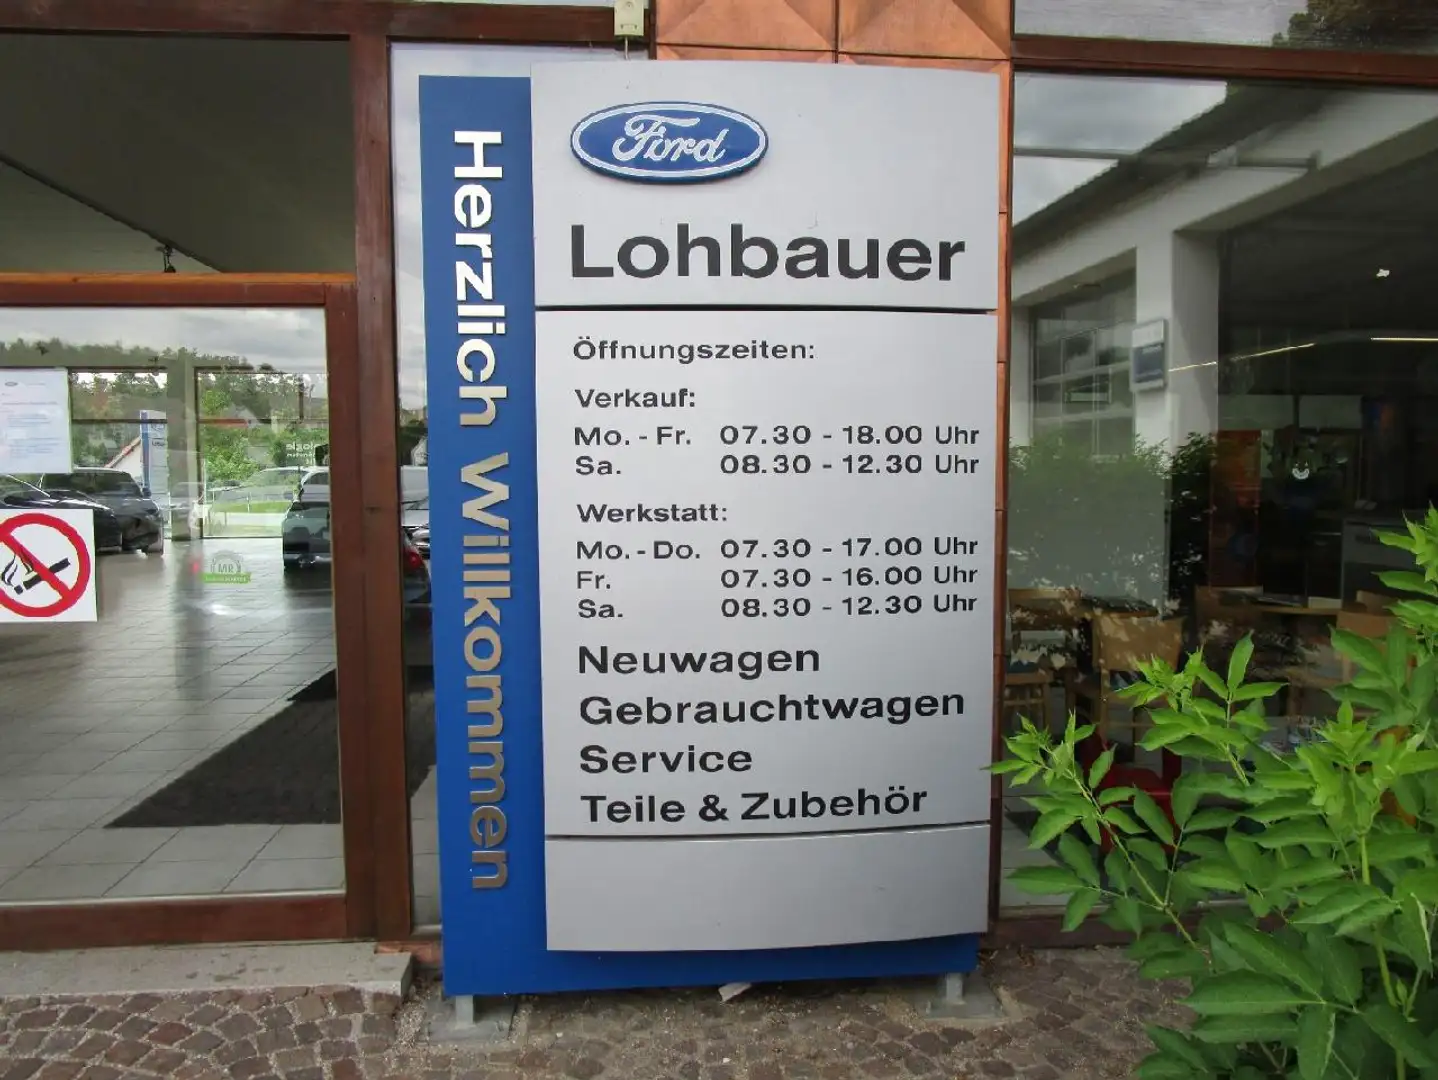 Herzlich Willkommen
Ford
Lohbauer
Öffnungszeiten:
Verkauf:
Mo. - Fr. 07.30 - 18.00 Uhr
Sa. 08.30 - 12.30 Uhr
Werkstatt:
Mo. - Do. 07.30 - 17.00 Uhr
Fr. 07.30 - 16.00 Uhr
Sa. 08.30 - 12.30 Uhr
Neuwagen
Gebrauchtwagen
Service
Teile & Zubehör
MR